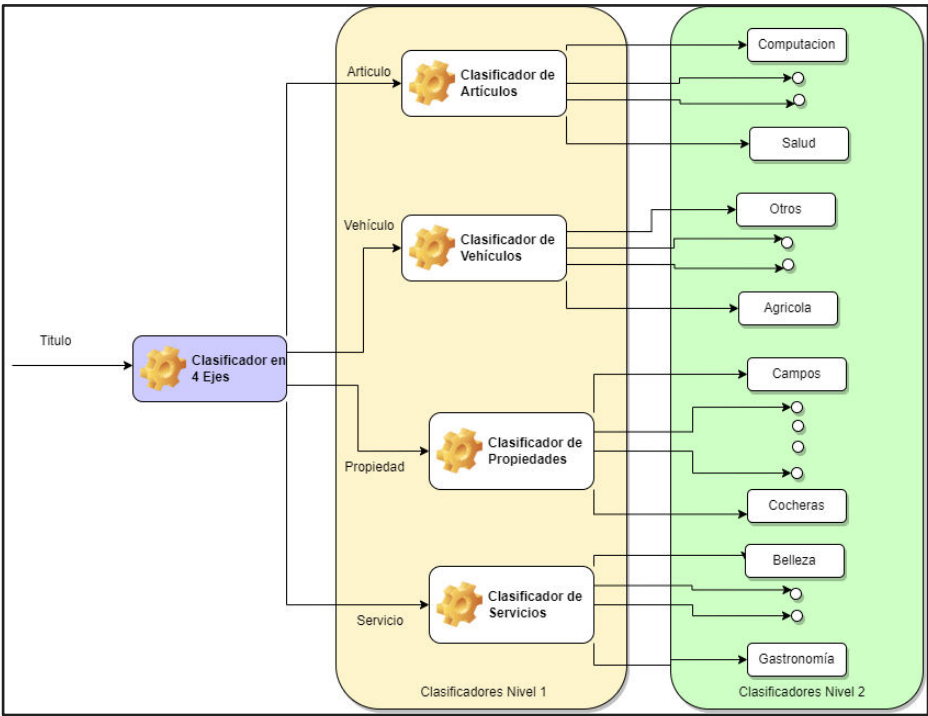 Titulo
Clasificador en
4 Ejes
Articulo
Clasificador de
Artículos
Computacion
Salud
Vehículo
Clasificador de
Vehículos
Otros
Agricola
Propiedad
Clasificador de
Propiedades
Campos
Cocheras
Servicio
Clasificador de
Servicios
Belleza
Gastronomía
Clasificadores Nivel 1
Clasificadores Nivel 2